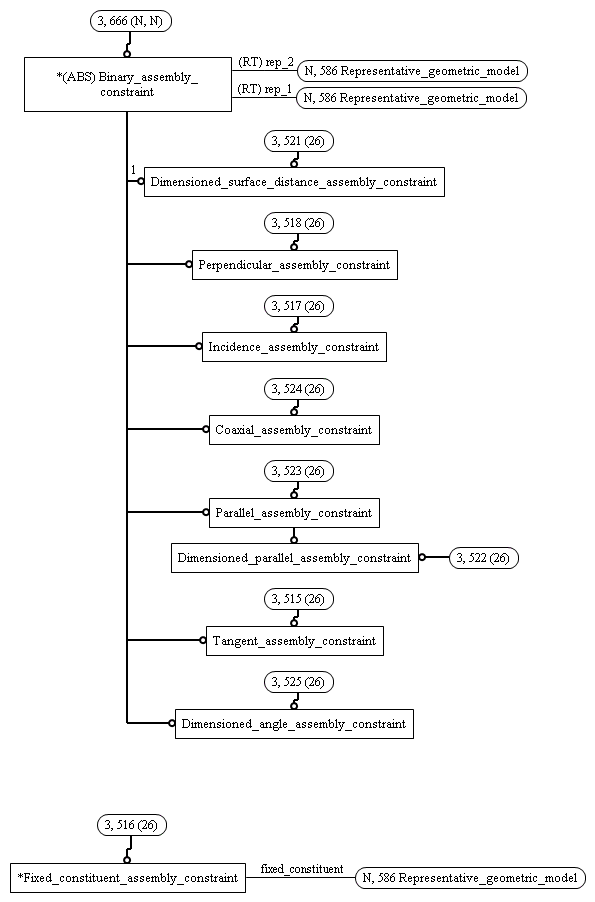 3, 666 (N, N)
*(ABS) Binary_assembly_
constraint
(RT) rep_2
N, 586 Representative_geometric_model
(RT) rep_1
N, 586 Representative_geometric_model
3, 521 (26)
1
Dimensioned_surface_distance_assembly_constraint
3, 518 (26)
Perpendicular_assembly_constraint
3, 517 (26)
Incidence_assembly_constraint
3, 524 (26)
Coaxial_assembly_constraint
3, 523 (26)
Parallel_assembly_constraint
Dimensioned_parallel_assembly_constraint
3, 522 (26)
3, 515 (26)
Tangent_assembly_constraint
3, 525 (26)
Dimensioned_angle_assembly_constraint
3, 516 (26)
*Fixed_constituent_assembly_constraint
fixed_constituent
N, 586 Representative_geometric_model